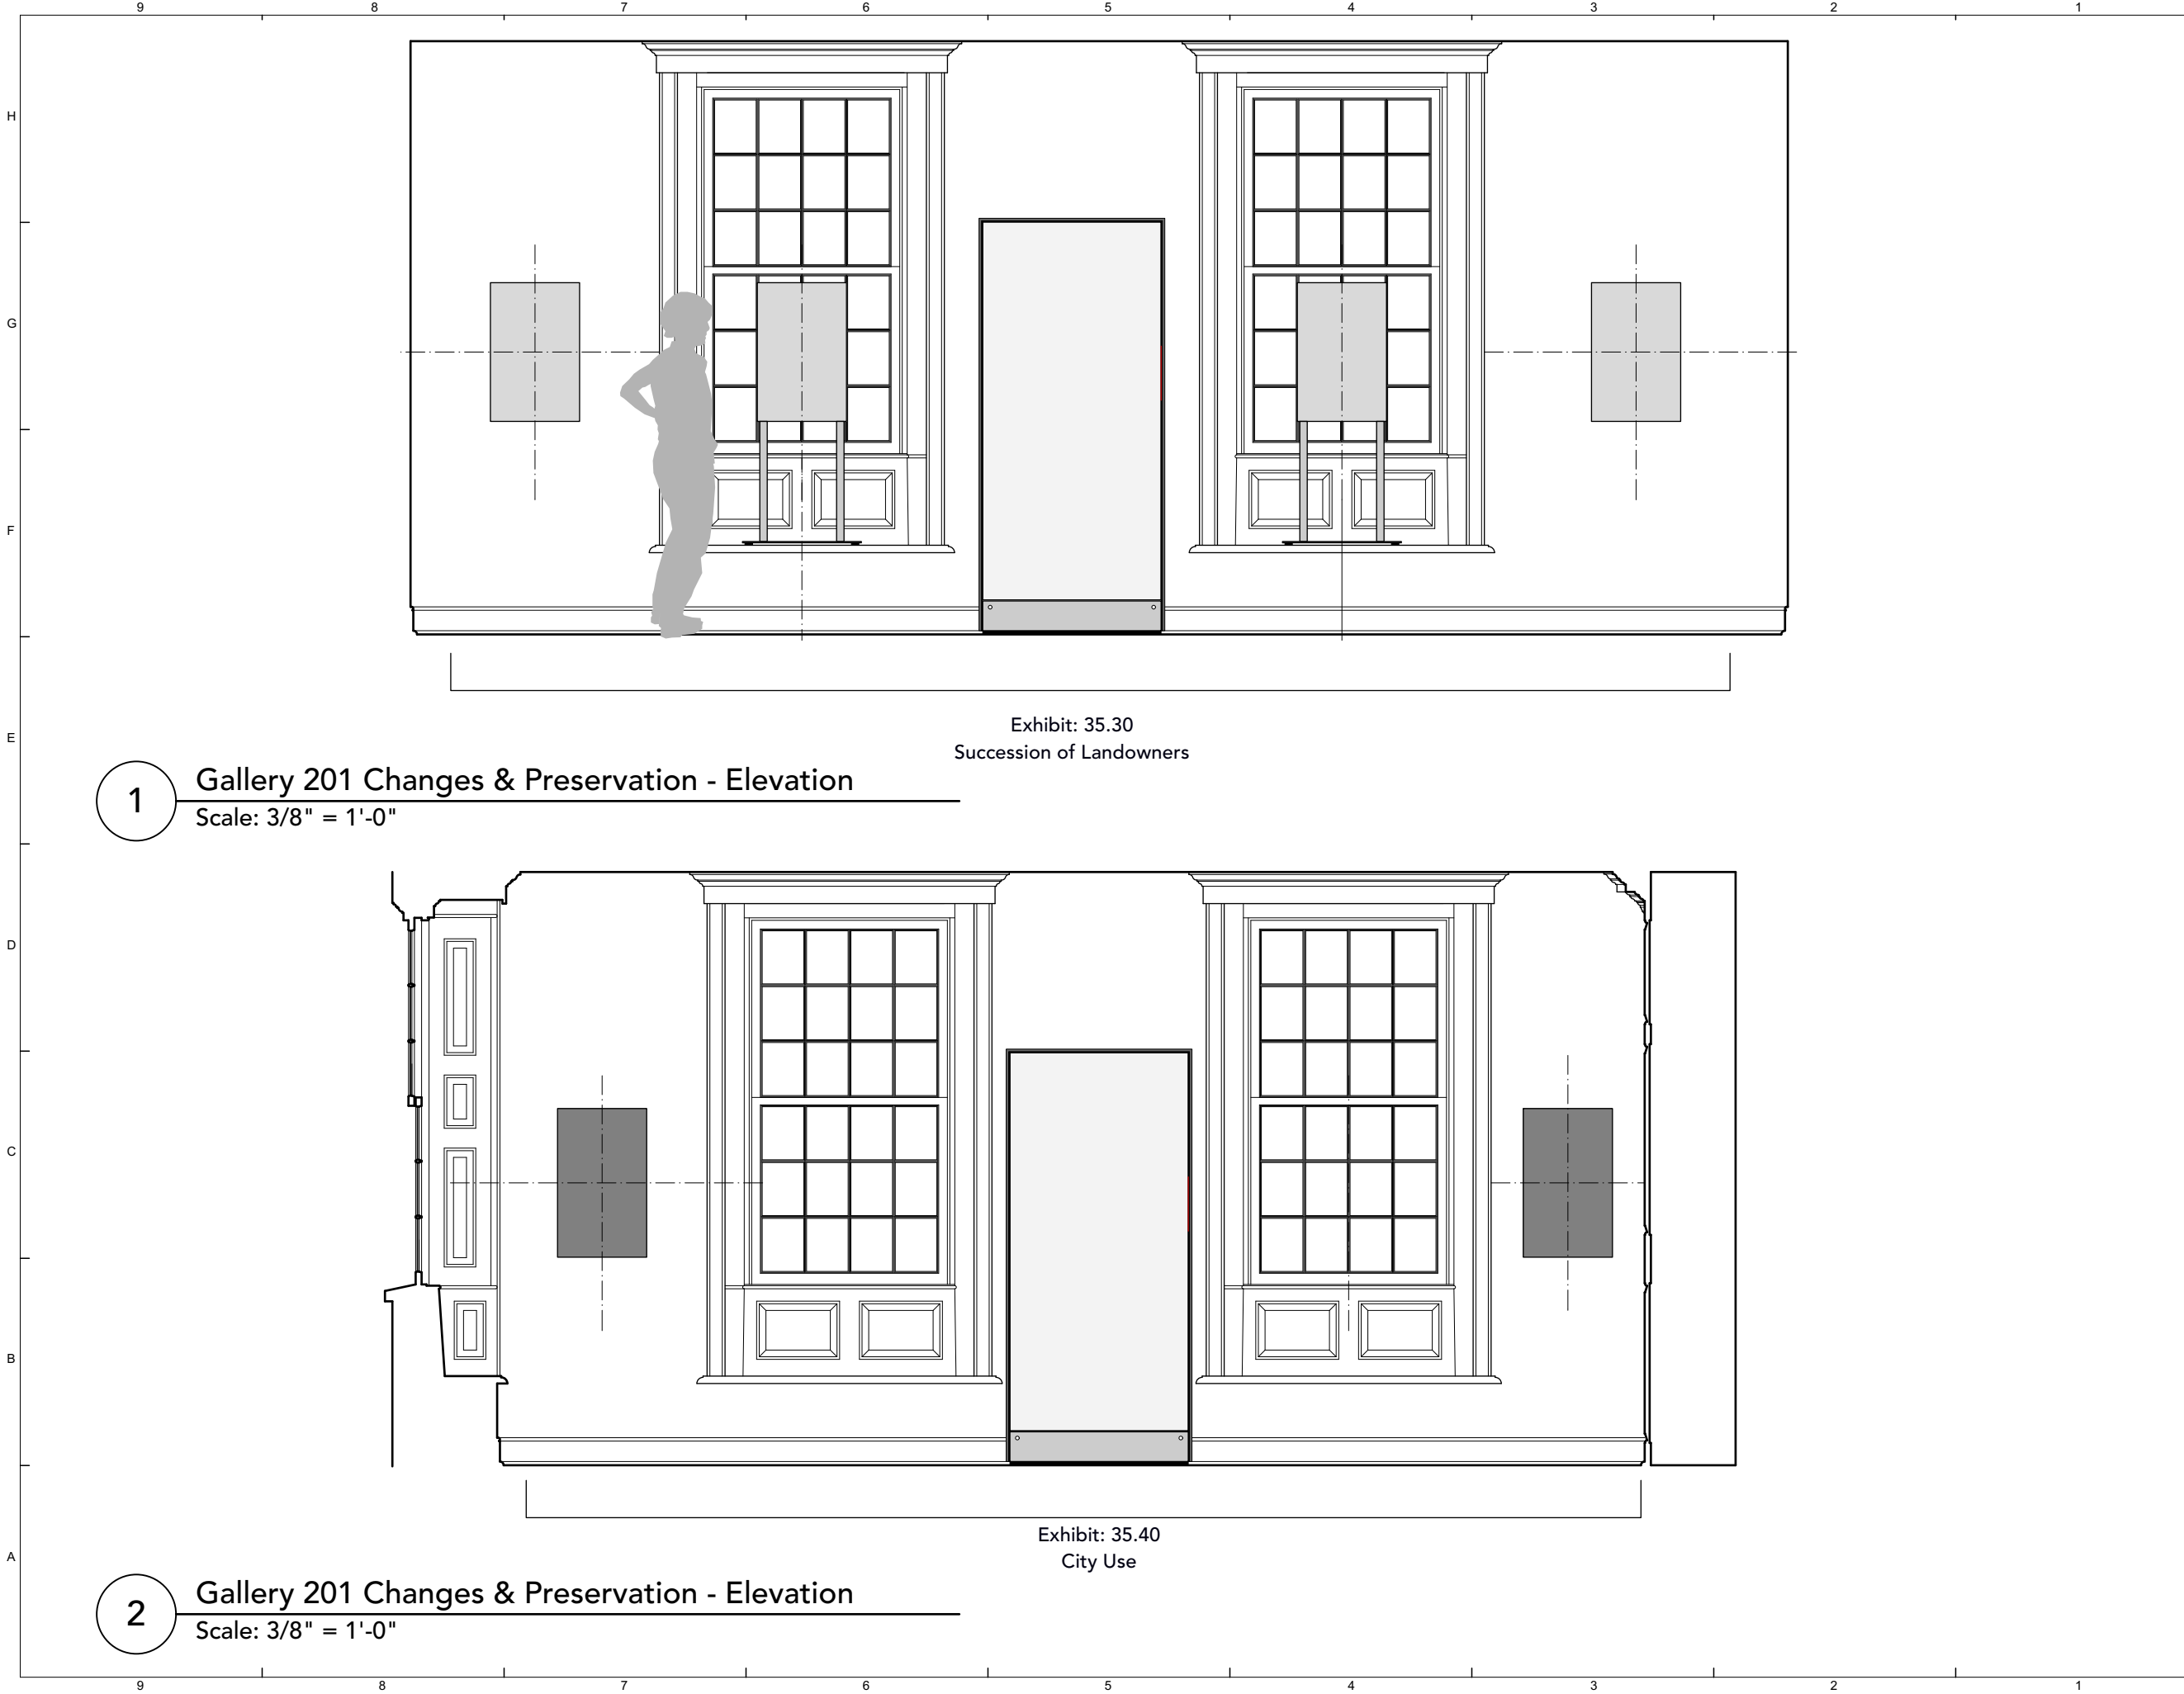 9 8 7 6 5 4 3 2 1
H
G
F
E
D
C
B
A
Exhibit: 35.30
Succession of Landowners
1
Gallery 201 Changes & Preservation - Elevation
Scale: 3/8" = 1'-0"
Exhibit: 35.40
City Use
2
Gallery 201 Changes & Preservation - Elevation
Scale: 3/8" = 1'-0"
9 8 7 6 5 4 3 2 1